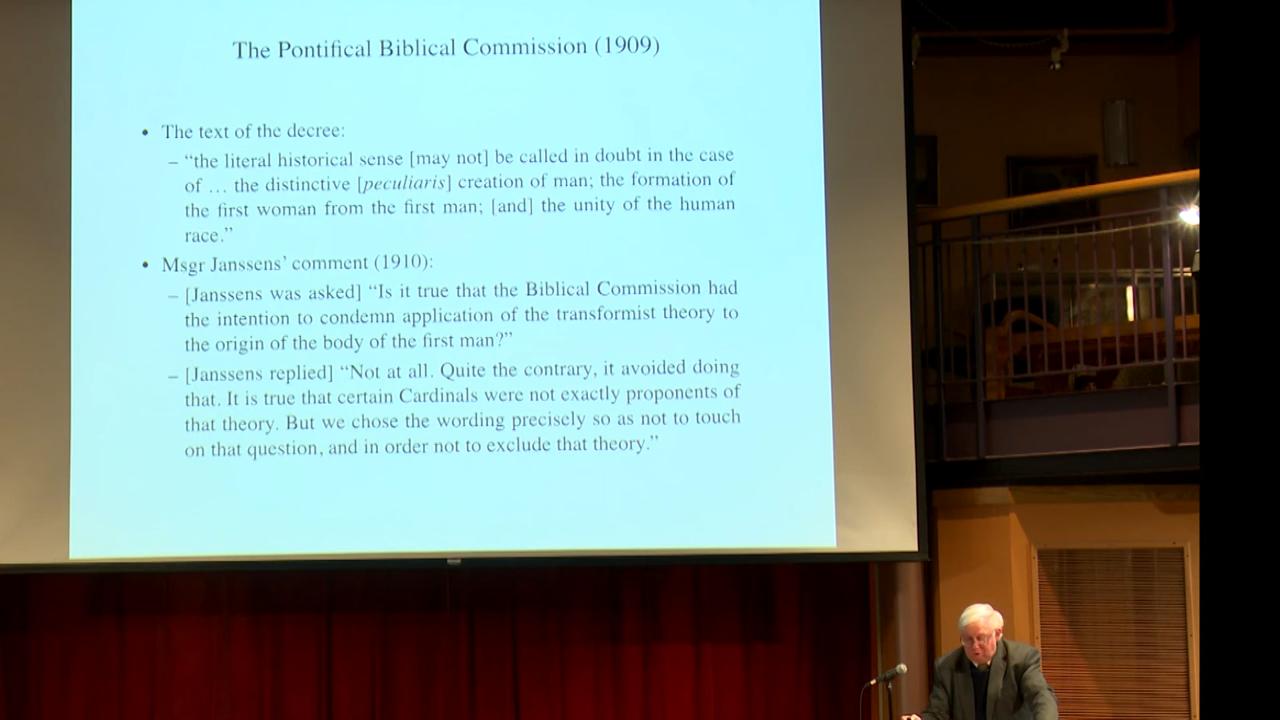 The Pontifical Biblical Commission (1909)
• The text of the decree:
– “the literal historical sense [may not] be called in doubt in the case
of … the distinctive [peculiaris] creation of man; the formation of
the first woman from the first man; [and] the unity of the human
race.”
• Msgr Janssens’ comment (1910):
– [Janssens was asked] “Is it true that the Biblical Commission had
the intention to condemn application of the transformist theory to
the origin of the body of the first man?”
– [Janssens replied] “Not at all. Quite the contrary, it avoided doing
that. It is true that certain Cardinals were not exactly proponents of
that theory. But we chose the wording precisely so as not to touch
on that question, and in order not to exclude that theory.”